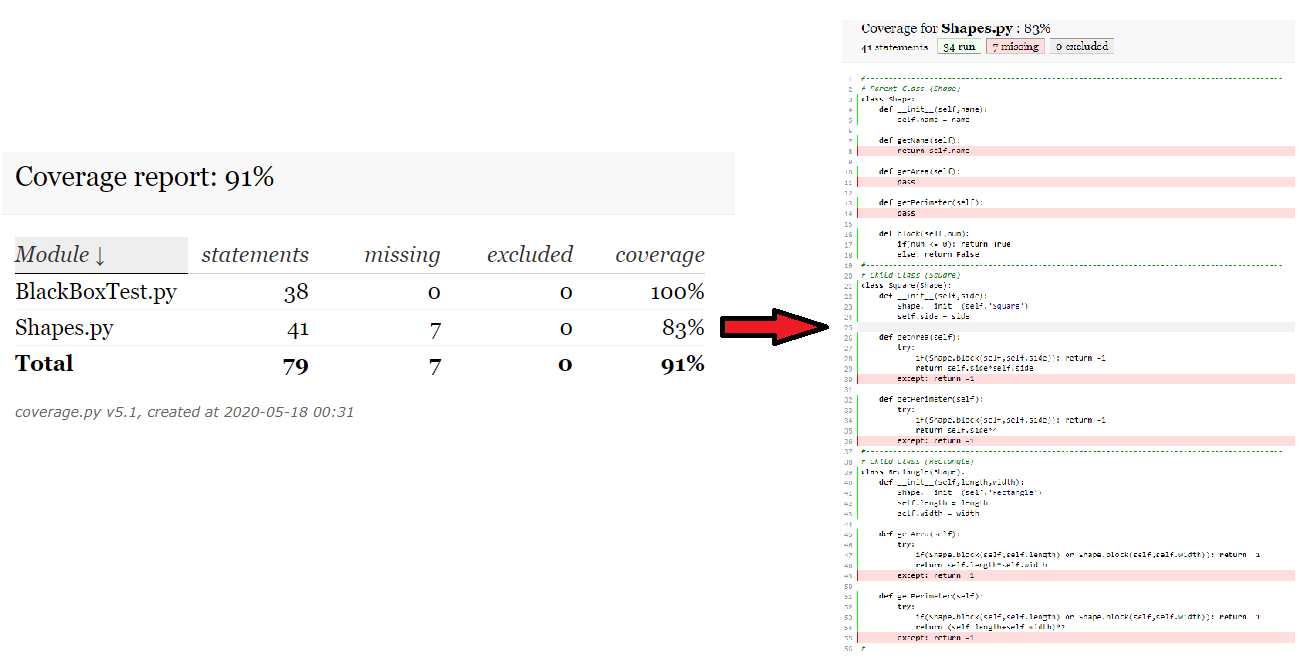 Coverage report: 91%
Module ↓ statements missing excluded coverage
BlackBoxTest.py 38 0 0 100%
Shapes.py 41 7 0 83%
Total 79 7 0 91%
coverage.py v5.1, created at 2020-05-18 00:31
Coverage for Shapes.py : 83%
41 statements 34 run 7 missing 0 excluded
1 #----------------------------------------------------------------
2 # Parent Class (Shape)
3 class Shape:
4 def __init__(self,name):
5 self.name = name
6
7 def getName(self):
8 return self.name
9
10 def getArea(self):
11 pass
12
13 def getPerimeter(self):
14 pass
15
16 def block(self,num):
17 if(num <= 0): return True
18 else: return False
19 #----------------------------------------------------------------
20 # Child Class (Square)
21 class Square(Shape):
22 def __init__(self,side):
23 Shape.__init__(self,'Square')
24 self.side = side
25
26 def getArea(self):
27 try:
28 if(Shape.block(self,self.side)): return -1
29 return self.side*self.side
30 except: return -1
31
32 def getPerimeter(self):
33 try:
34 if(Shape.block(self,self.side)): return -1
35 return self.side*4
36 except: return -1
37 #----------------------------------------------------------------
38 # Child Class (Rectangle)
39 class Rectangle(Shape):
40 def __init__(self,length,width):
41 Shape.__init__(self,'Rectangle')
42 self.length = length
43 self.width = width
44
45 def getArea(self):
46 try:
47 if(Shape.block(self,self.length) or Shape.block(self,self.width)): return -1
48 return self.length*self.width
49 except: return -1
50
51 def getPerimeter(self):
52 try:
53 if(Shape.block(self,self.length) or Shape.block(self,self.width)): return -1
54 return (self.length+self.width)*2
55 except: return -1
56 #